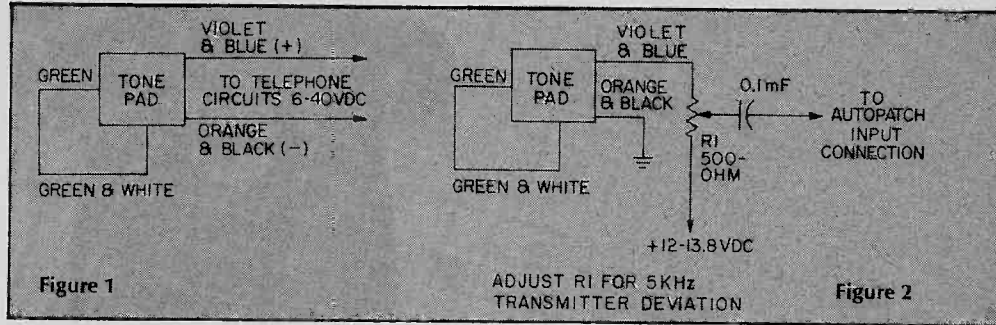 VIOLET
& BLUE (+)
GREEN
TONE
PAD
TO TELEPHONE
CIRCUITS 6-40VDC
ORANGE
& BLACK (-)
GREEN & WHITE
Figure 1
VIOLET
& BLUE
GREEN
TONE
PAD
ORANGE
& BLACK
0.1mF
TO
AUTOPATCH
INPUT
CONNECTION
R1
500-
OHM
GREEN & WHITE
+12-13.8VDC
ADJUST R1 FOR 5KHz
TRANSMITTER DEVIATION
Figure 2